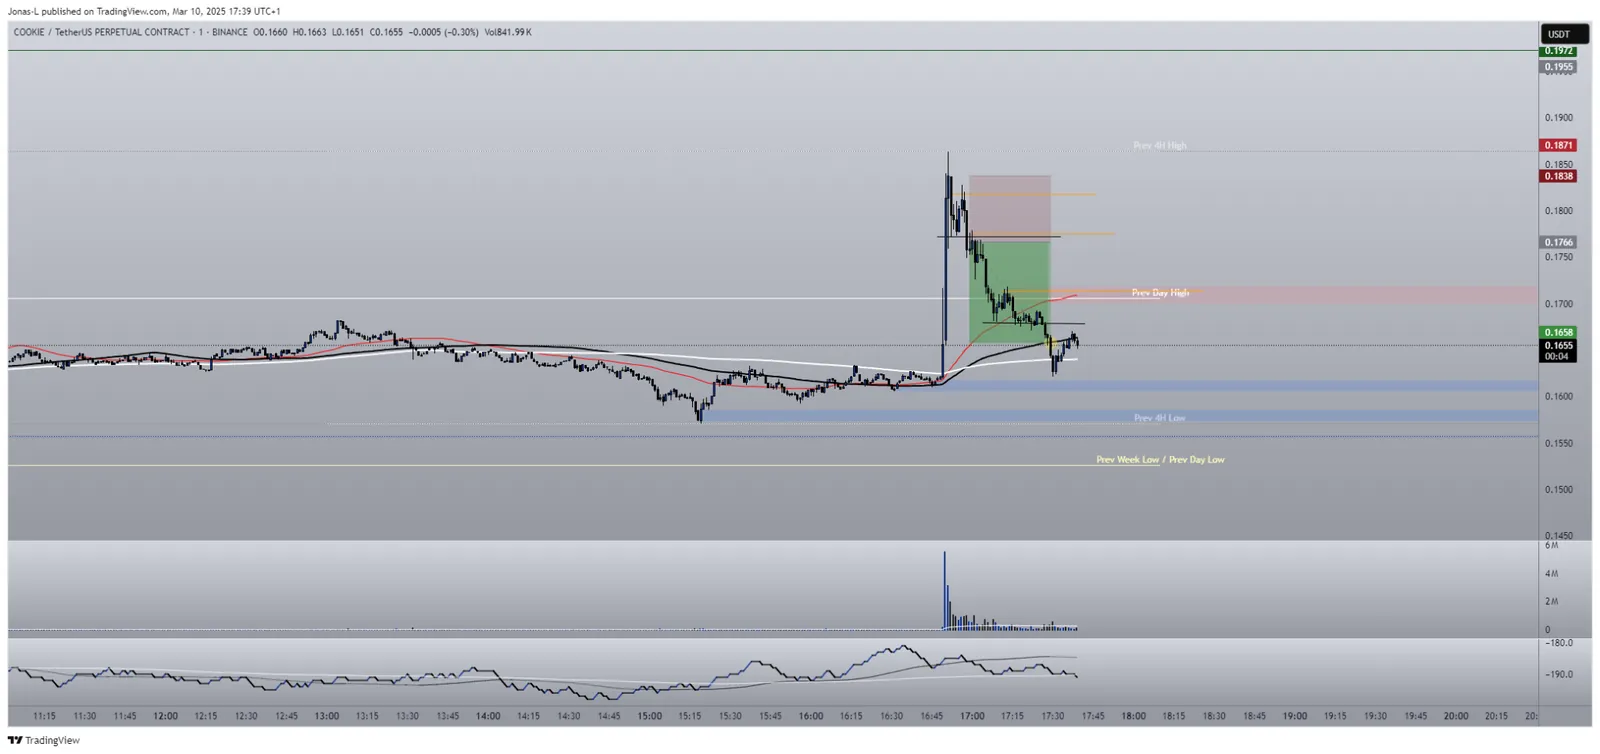 Jonas-L published on TradingView.com, Mar 10, 2025 17:39 UTC+1
COOKIE / TetherUS PERPETUAL CONTRACT · 1 · BINANCE O0.1660 H0.1663 L0.1651 C0.1655 −0.0005 (−0.30%) Vol841.99 K
USDT
0.1972
0.1955
0.1900
Prev 4H High
0.1871
0.1850
0.1838
0.1800
0.1766
0.1750
Prev Day High
0.1700
0.1658
0.1655
00:04
0.1600
Prev 4H Low
0.1550
Prev Week Low / Prev Day Low
0.1500
0.1450
6 M
4 M
2 M
0
−180.0
−190.0
11:15 11:30 11:45 12:00 12:15 12:30 12:45 13:00 13:15 13:30 13:45 14:00 14:15 14:30 14:45 15:00 15:15 15:30 15:45 16:00 16:15 16:30 16:45 17:00 17:15 17:30 17:45 18:00 18:15 18:30 18:45 19:00 19:15 19:30 19:45 20:00 20:15 20:
TradingView